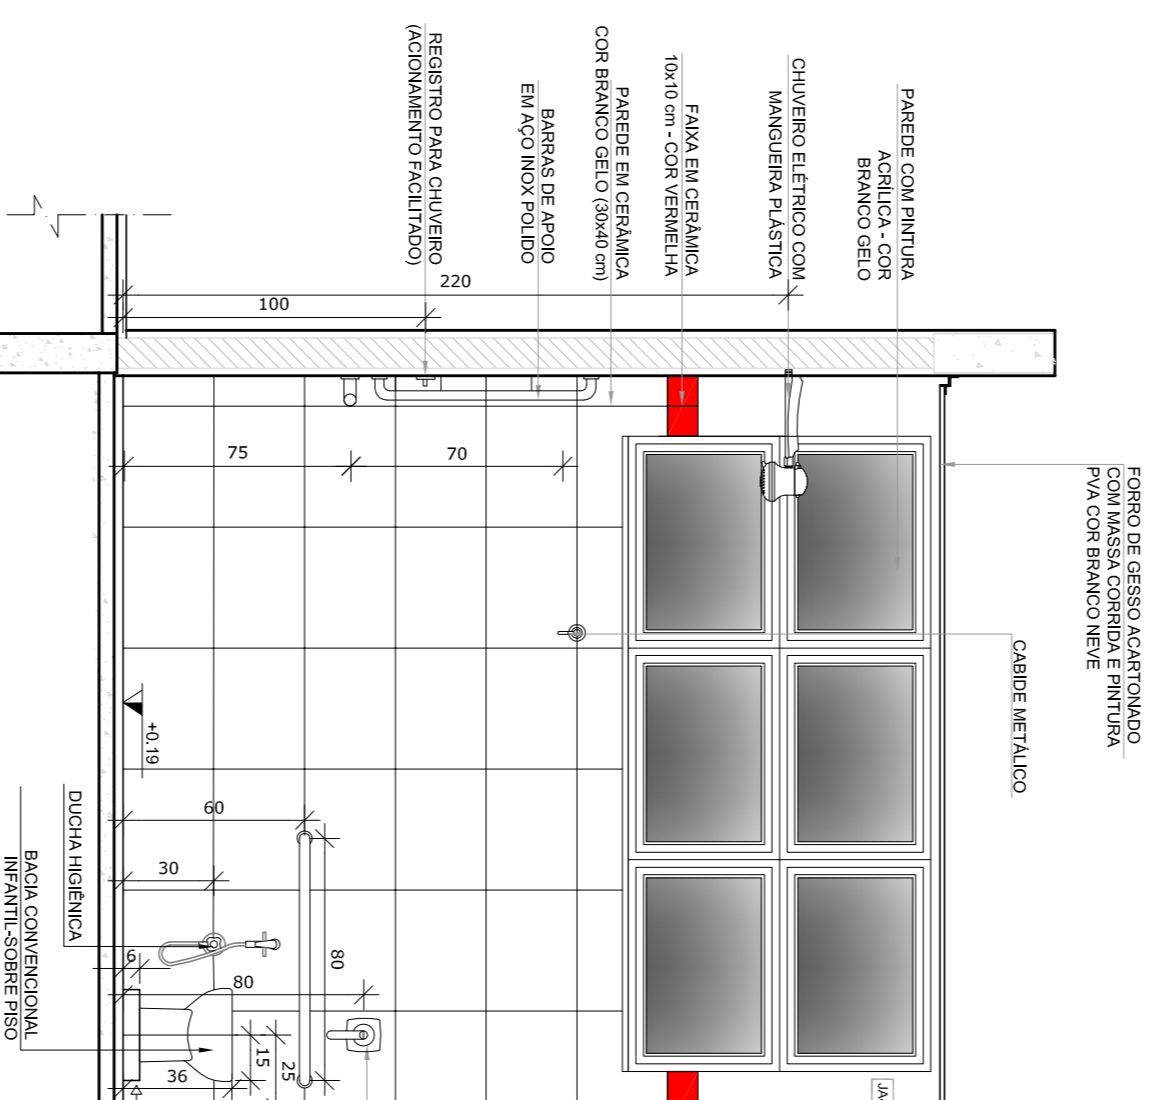 FORRO DE GESSO ACARTONADO
COM MASSA CORRIDA E PINTURA
PVA COR BRANCO NEVE
CABIDE METÁLICO
PAREDE COM PINTURA
ACRÍLICA - COR
BRANCO GELO
CHUVEIRO ELÉTRICO COM
MANGUEIRA PLÁSTICA
FAIXA EM CERÂMICA
10x10 cm - COR VERMELHA
PAREDE EM CERÂMICA
COR BRANCO GELO (30x40 cm)
BARRAS DE APOIO
EM AÇO INOX POLIDO
REGISTRO PARA CHUVEIRO
(ACIONAMENTO FACILITADO)
220
100
75
70
+0.19
60
30
80
6
80
15
25
36
DUCHA HIGIÊNICA
BACIA CONVENCIONAL
INFANTIL-SOBRE PISO